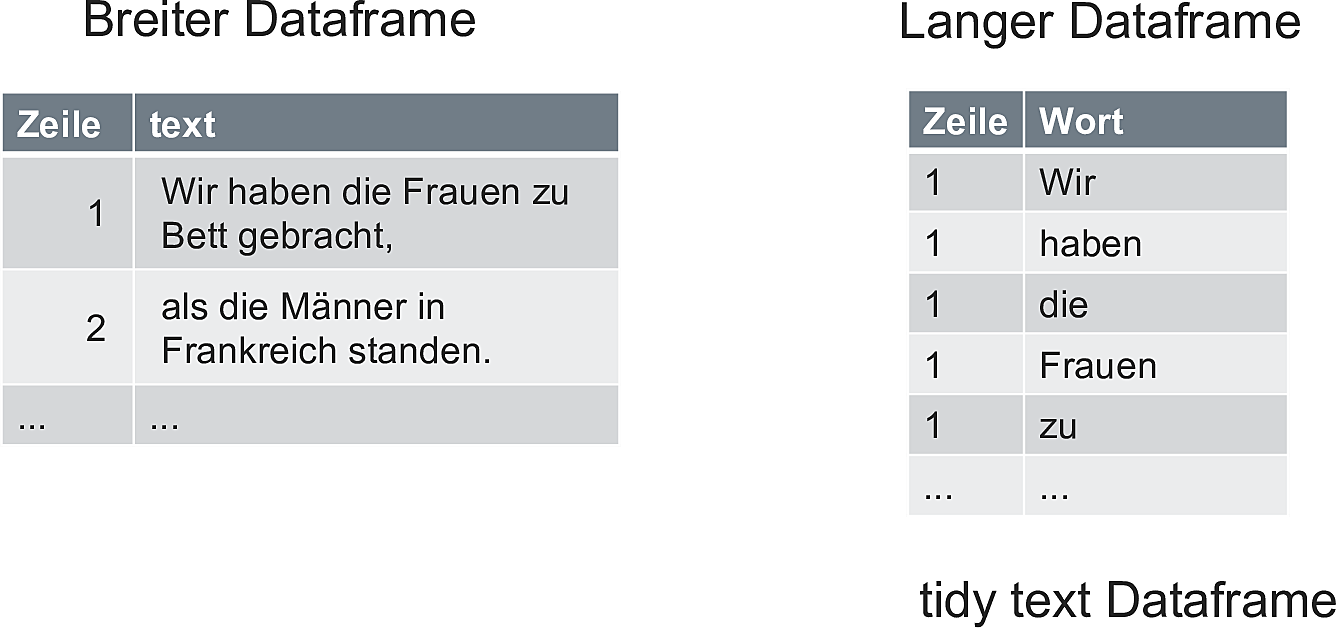 Breiter Dataframe
Zeile text
1 Wir haben die Frauen zu
Bett gebracht,
2 als die Männer in
Frankreich standen.
... ...
Langer Dataframe
Zeile Wort
1 Wir
1 haben
1 die
1 Frauen
1 zu
... ...
tidy text Dataframe